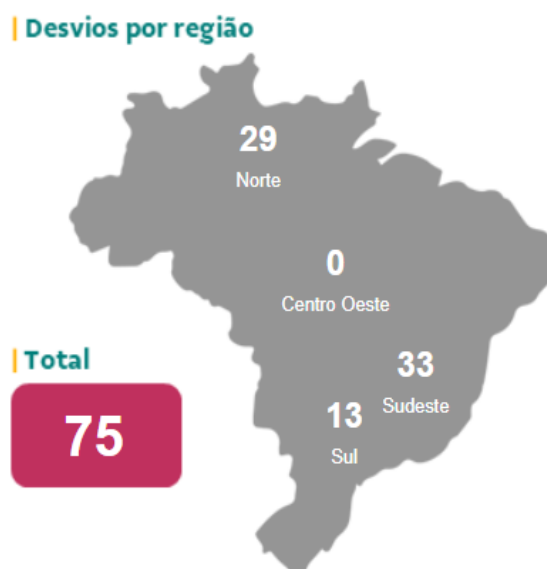 Desvios por região
29
Norte
0
Centro Oeste
33
Sudeste
13
Sul
Total
75